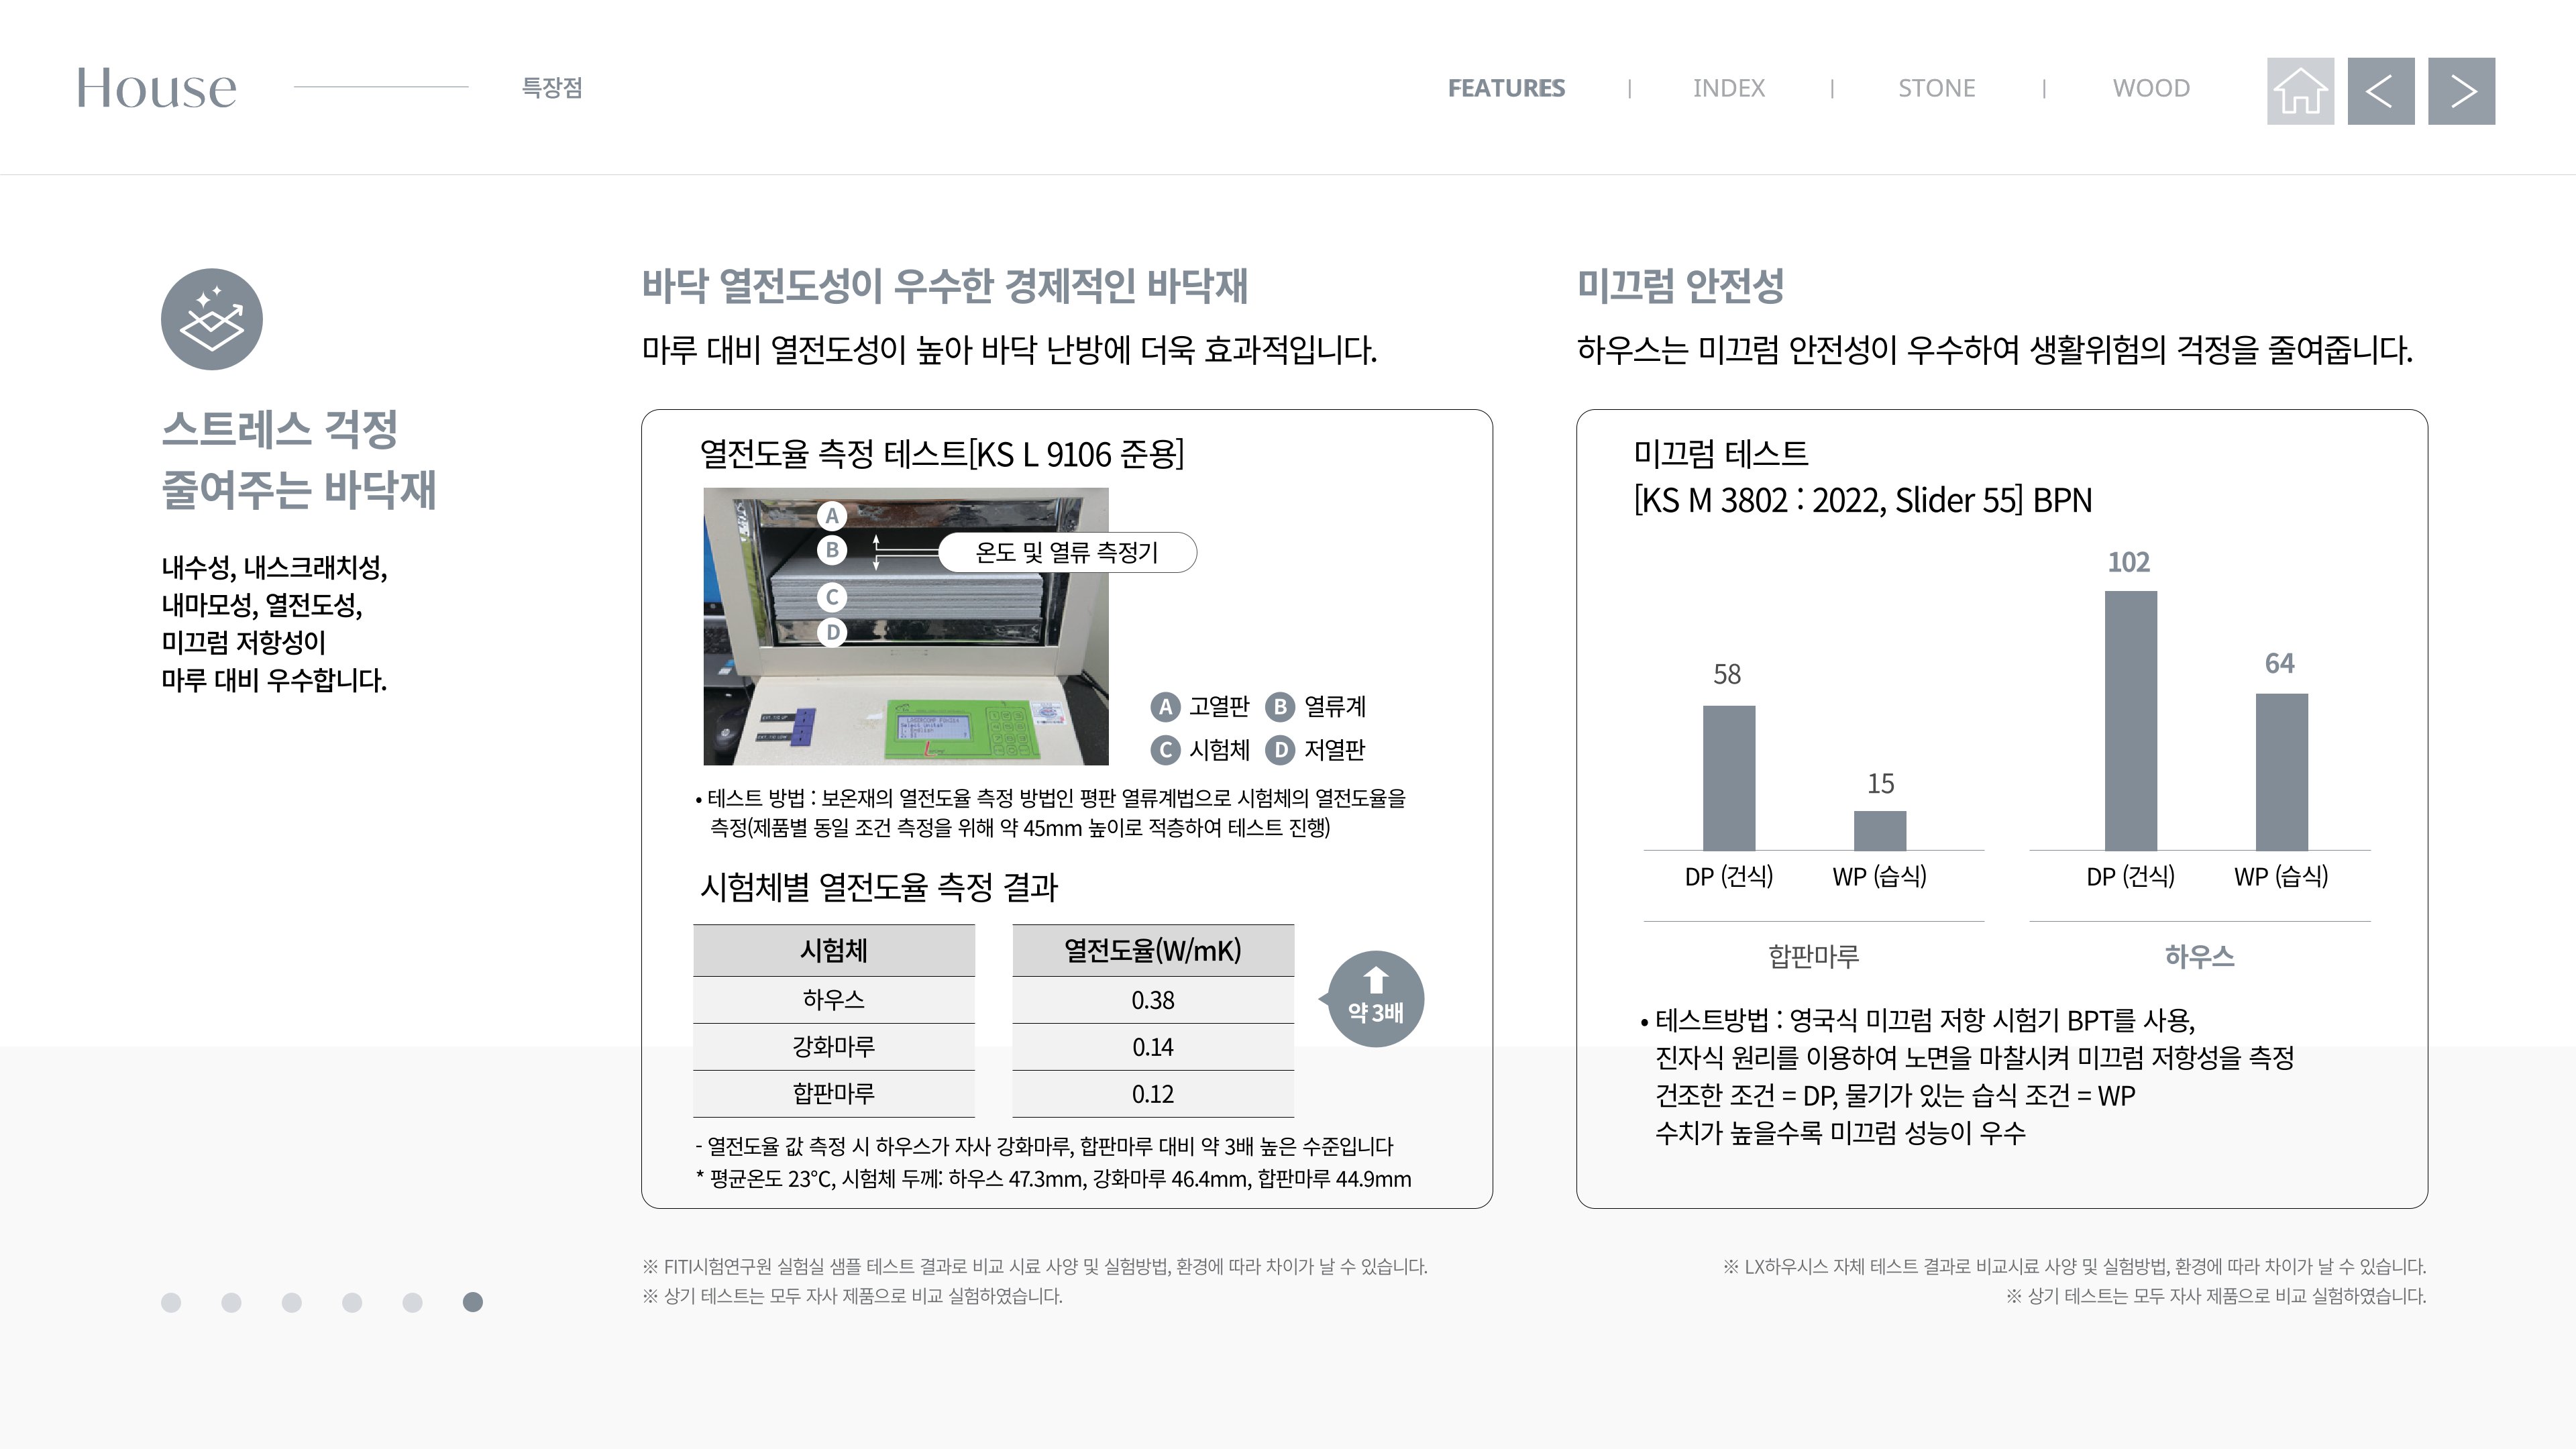 House
특장점
FEATURES | INDEX | STONE | WOOD
스트레스 걱정
줄여주는 바닥재
내수성, 내스크래치성,
내마모성, 열전도성,
미끄럼 저항성이
마루 대비 우수합니다.
바닥 열전도성이 우수한 경제적인 바닥재
마루 대비 열전도성이 높아 바닥 난방에 더욱 효과적입니다.
열전도율 측정 테스트[KS L 9106 준용]
A
B
온도 및 열류 측정기
C
D
A 고열판 B 열류계
C 시험체 D 저열판
• 테스트 방법 : 보온재의 열전도율 측정 방법인 평판 열류계법으로 시험체의 열전도율을
측정(제품별 동일 조건 측정을 위해 약 45mm 높이로 적층하여 테스트 진행)
시험체별 열전도율 측정 결과
시험체 열전도율(W/mK)
하우스 0.38
강화마루 0.14
합판마루 0.12
약 3배
- 열전도율 값 측정 시 하우스가 자사 강화마루, 합판마루 대비 약 3배 높은 수준입니다
* 평균온도 23°C, 시험체 두께: 하우스 47.3mm, 강화마루 46.4mm, 합판마루 44.9mm
※ FITI시험연구원 실험실 샘플 테스트 결과로 비교 시료 사양 및 실험방법, 환경에 따라 차이가 날 수 있습니다.
※ 상기 테스트는 모두 자사 제품으로 비교 실험하였습니다.
미끄럼 안전성
하우스는 미끄럼 안전성이 우수하여 생활위험의 걱정을 줄여줍니다.
미끄럼 테스트
[KS M 3802 : 2022, Slider 55] BPN
58
15
102
64
DP (건식) WP (습식) DP (건식) WP (습식)
합판마루 하우스
• 테스트방법 : 영국식 미끄럼 저항 시험기 BPT를 사용,
진자식 원리를 이용하여 노면을 마찰시켜 미끄럼 저항성을 측정
건조한 조건 = DP, 물기가 있는 습식 조건 = WP
수치가 높을수록 미끄럼 성능이 우수
※ LX하우시스 자체 테스트 결과로 비교시료 사양 및 실험방법, 환경에 따라 차이가 날 수 있습니다.
※ 상기 테스트는 모두 자사 제품으로 비교 실험하였습니다.